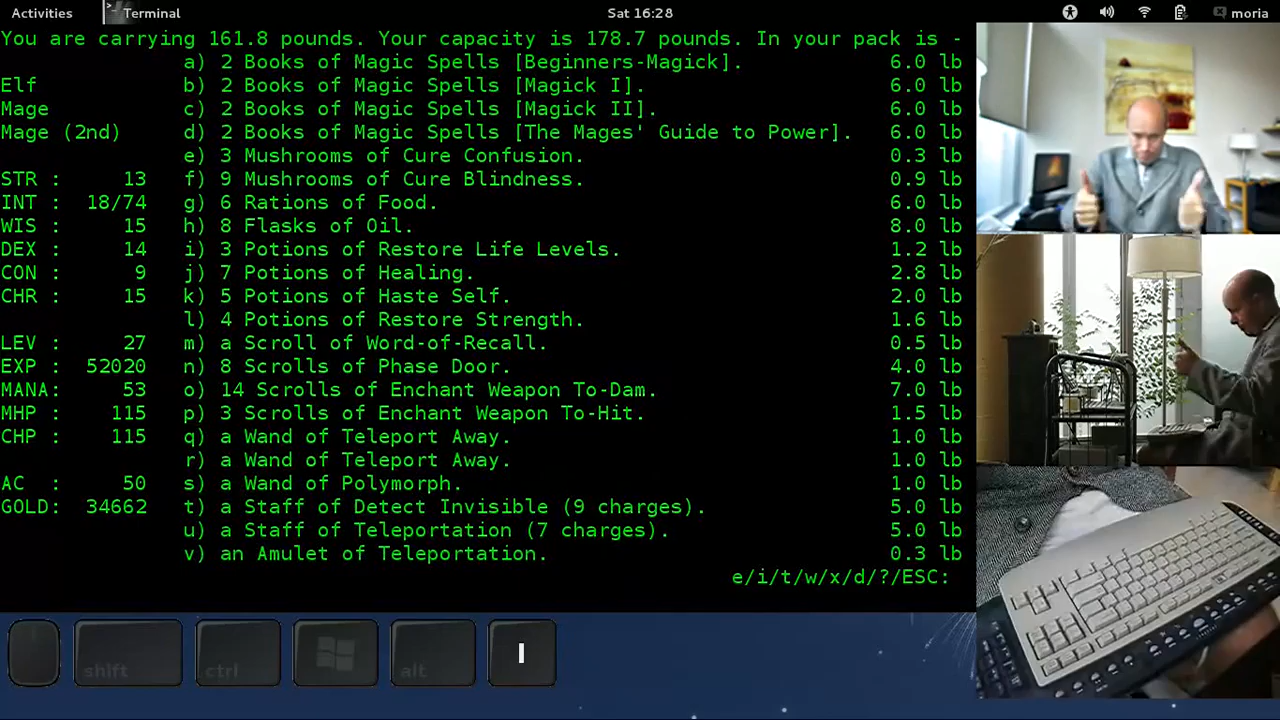 Activities Terminal Sat 16:28 moria
You are carrying 161.8 pounds. Your capacity is 178.7 pounds. In your pack is -
a) 2 Books of Magic Spells [Beginners-Magick]. 6.0 lb
Elf b) 2 Books of Magic Spells [Magick I]. 6.0 lb
Mage c) 2 Books of Magic Spells [Magick II]. 6.0 lb
Mage (2nd) d) 2 Books of Magic Spells [The Mages' Guide to Power]. 6.0 lb
e) 3 Mushrooms of Cure Confusion. 0.3 lb
STR : 13 f) 9 Mushrooms of Cure Blindness. 0.9 lb
INT : 18/74 g) 6 Rations of Food. 6.0 lb
WIS : 15 h) 8 Flasks of Oil. 8.0 lb
DEX : 14 i) 3 Potions of Restore Life Levels. 1.2 lb
CON : 9 j) 7 Potions of Healing. 2.8 lb
CHR : 15 k) 5 Potions of Haste Self. 2.0 lb
l) 4 Potions of Restore Strength. 1.6 lb
LEV : 27 m) a Scroll of Word-of-Recall. 0.5 lb
EXP : 52020 n) 8 Scrolls of Phase Door. 4.0 lb
MANA: 53 o) 14 Scrolls of Enchant Weapon To-Dam. 7.0 lb
MHP : 115 p) 3 Scrolls of Enchant Weapon To-Hit. 1.5 lb
CHP : 115 q) a Wand of Teleport Away. 1.0 lb
r) a Wand of Teleport Away. 1.0 lb
AC : 50 s) a Wand of Polymorph. 1.0 lb
GOLD: 34662 t) a Staff of Detect Invisible (9 charges). 5.0 lb
u) a Staff of Teleportation (7 charges). 5.0 lb
v) an Amulet of Teleportation. 0.3 lb
e/i/t/w/x/d/?/ESC:
shift ctrl alt I